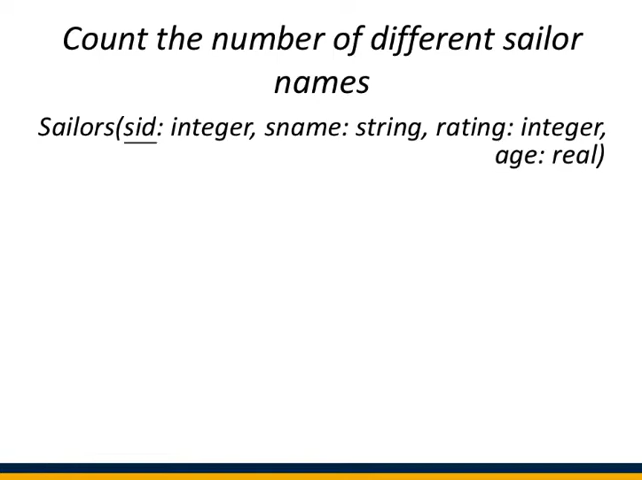 Count the number of different sailor
names
Sailors(sid: integer, sname: string, rating: integer,
age: real)